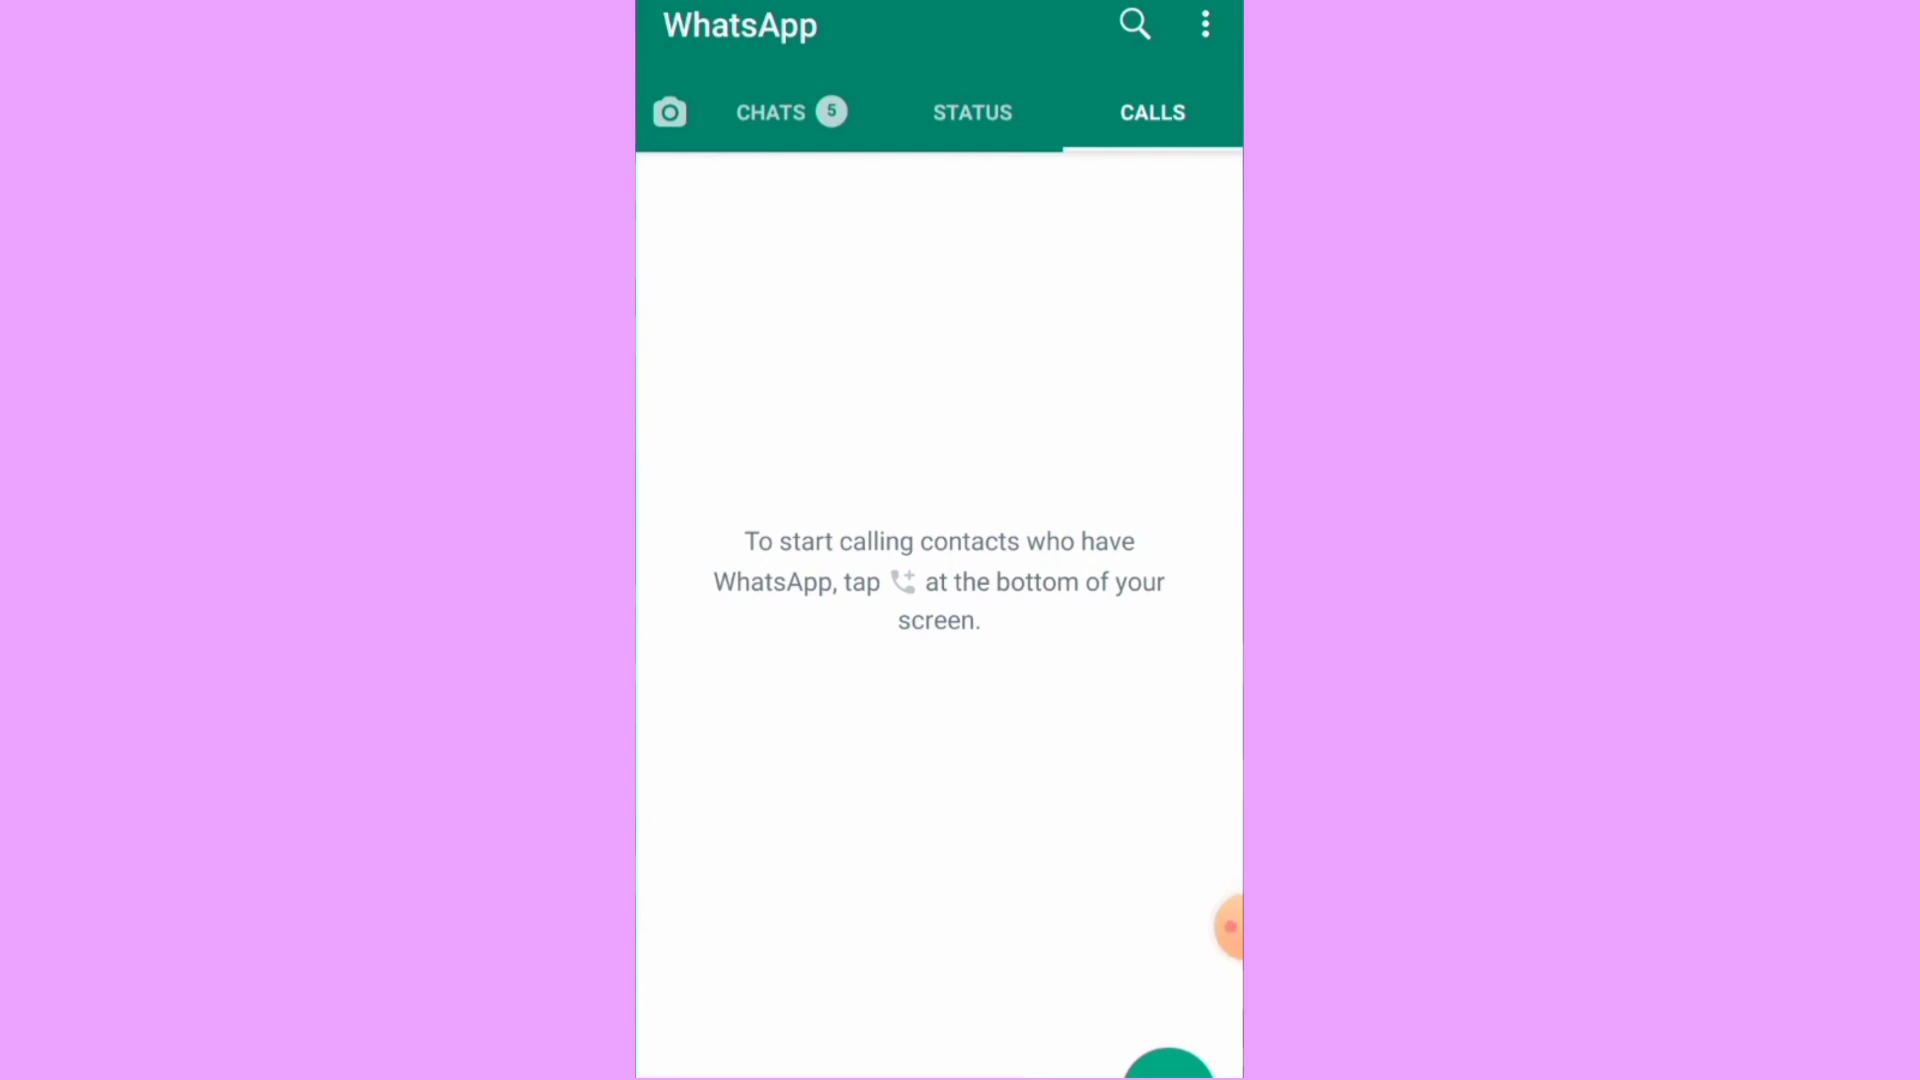 WhatsApp
CHATS 5 STATUS CALLS
To start calling contacts who have
WhatsApp, tap at the bottom of your
screen.